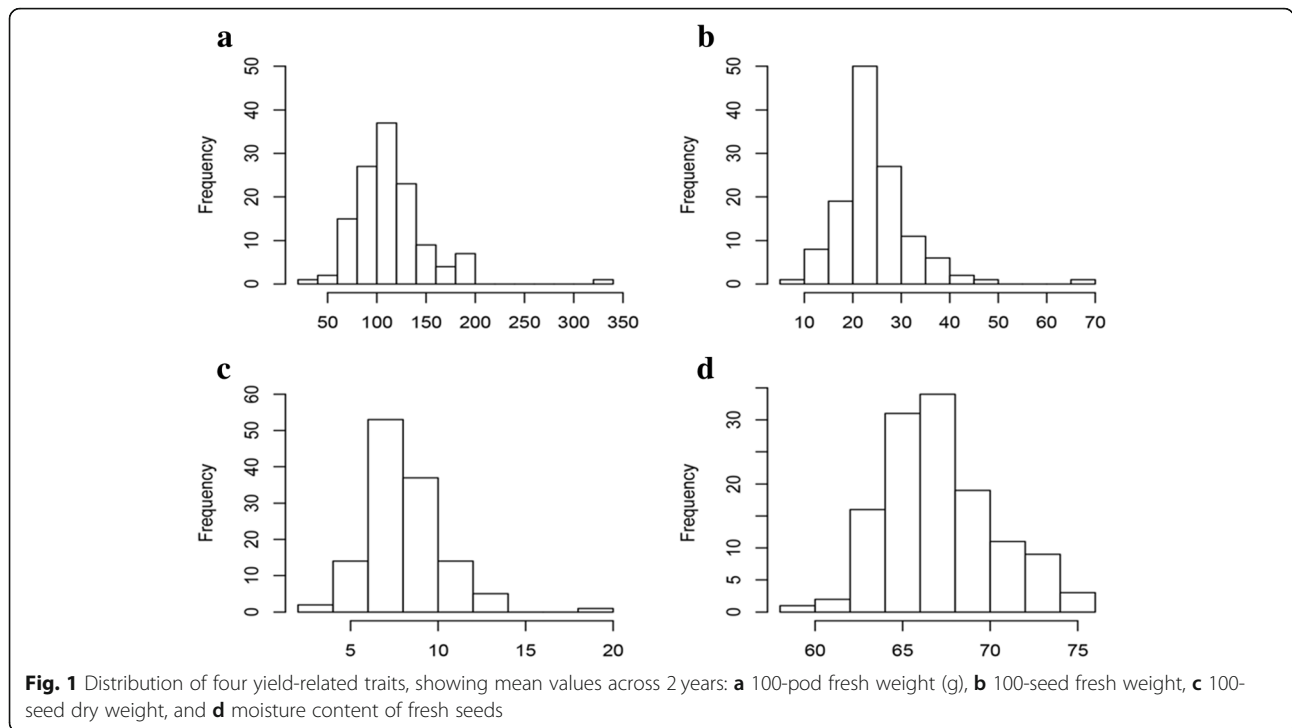 a
Frequency
0 10 20 30 40 50
50 100 150 200 250 300 350
b
Frequency
0 10 20 30 40 50
10 20 30 40 50 60 70
c
Frequency
0 10 20 30 40 50 60
5 10 15 20
d
Frequency
0 5 10 20 30
60 65 70 75
Fig. 1 Distribution of four yield-related traits, showing mean values across 2 years: a 100-pod fresh weight (g), b 100-seed fresh weight, c 100-
seed dry weight, and d moisture content of fresh seeds